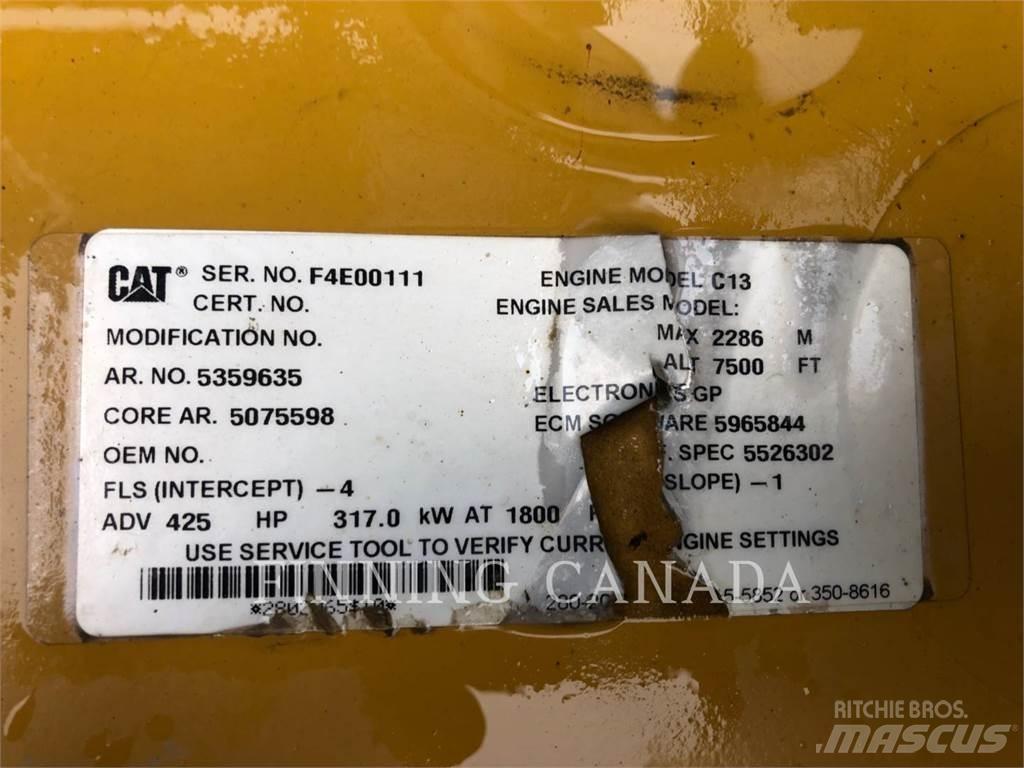 CAT® SER. NO. F4E00111 ENGINE MODEL C13
CERT. NO. ENGINE SALES MODEL:
MODIFICATION NO. MAX 2286 M
AR. NO. 5359635 ALT 7500 FT
ELECTRONICS GP
CORE AR. 5075598 ECM 5965844
OEM NO. SPEC 5526302
FLS (INTERCEPT) -4 SLOPE) -1
ADV 425 HP 317.0 kW AT 1800
USE SERVICE TOOL TO VERIFY ENGINE SETTINGS
FINNING CANADA
or 350-8616
RITCHIE BROS.
MASCUS